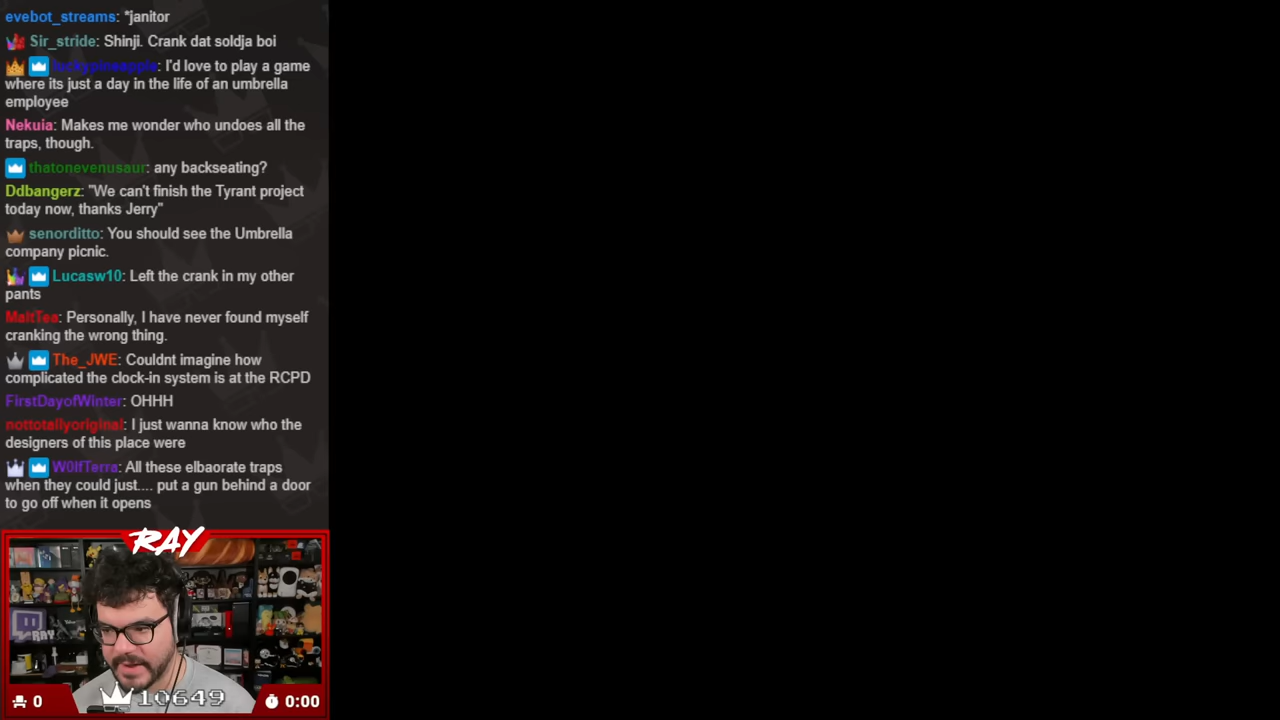 evebot_streams: *janitor
Sir_stride: Shinji. Crank dat soldja boi
luckypineapple: I'd love to play a game
where its just a day in the life of an umbrella
employee
Nekuia: Makes me wonder who undoes all the
traps, though.
thatonevenusaur: any backseating?
Ddbangerz: "We can't finish the Tyrant project
today now, thanks Jerry"
senorditto: You should see the Umbrella
company picnic.
Lucasw10: Left the crank in my other
pants
MaltTea: Personally, I have never found myself
cranking the wrong thing.
The_JWE: Couldnt imagine how
complicated the clock-in system is at the RCPD
FirstDayofWinter: OHHH
nottotallyoriginal: I just wanna know who the
designers of this place were
W0lfTerra: All these elbaorate traps
when they could just.... put a gun behind a door
to go off when it opens
RAY
RAY
0
10649
0:00